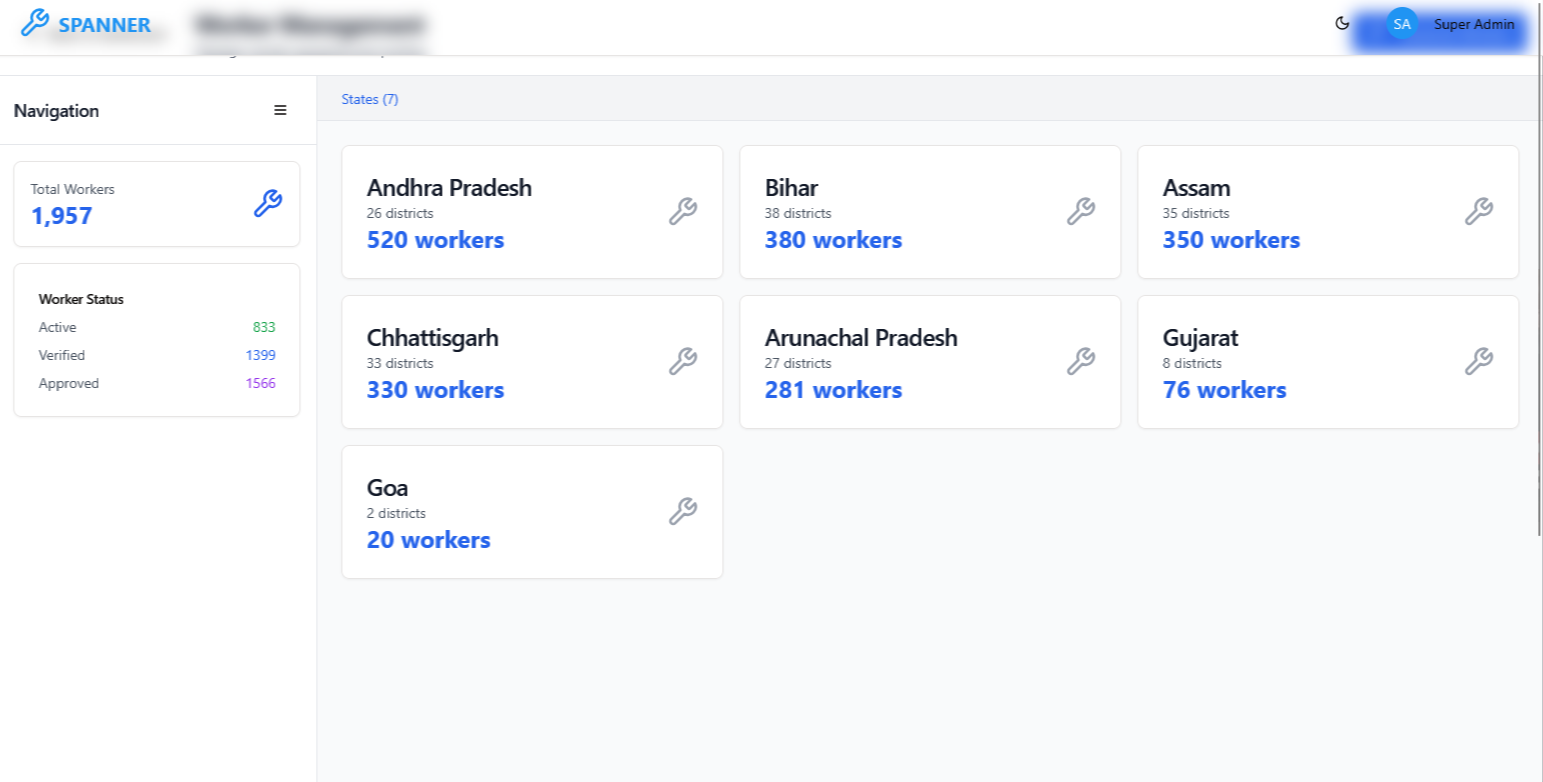 SPANNER
Worker Management
SA
Super Admin
Navigation
States (7)
Total Workers
1,957
Worker Status
Active 833
Verified 1399
Approved 1566
Andhra Pradesh
26 districts
520 workers
Bihar
38 districts
380 workers
Assam
35 districts
350 workers
Chhattisgarh
33 districts
330 workers
Arunachal Pradesh
27 districts
281 workers
Gujarat
8 districts
76 workers
Goa
2 districts
20 workers